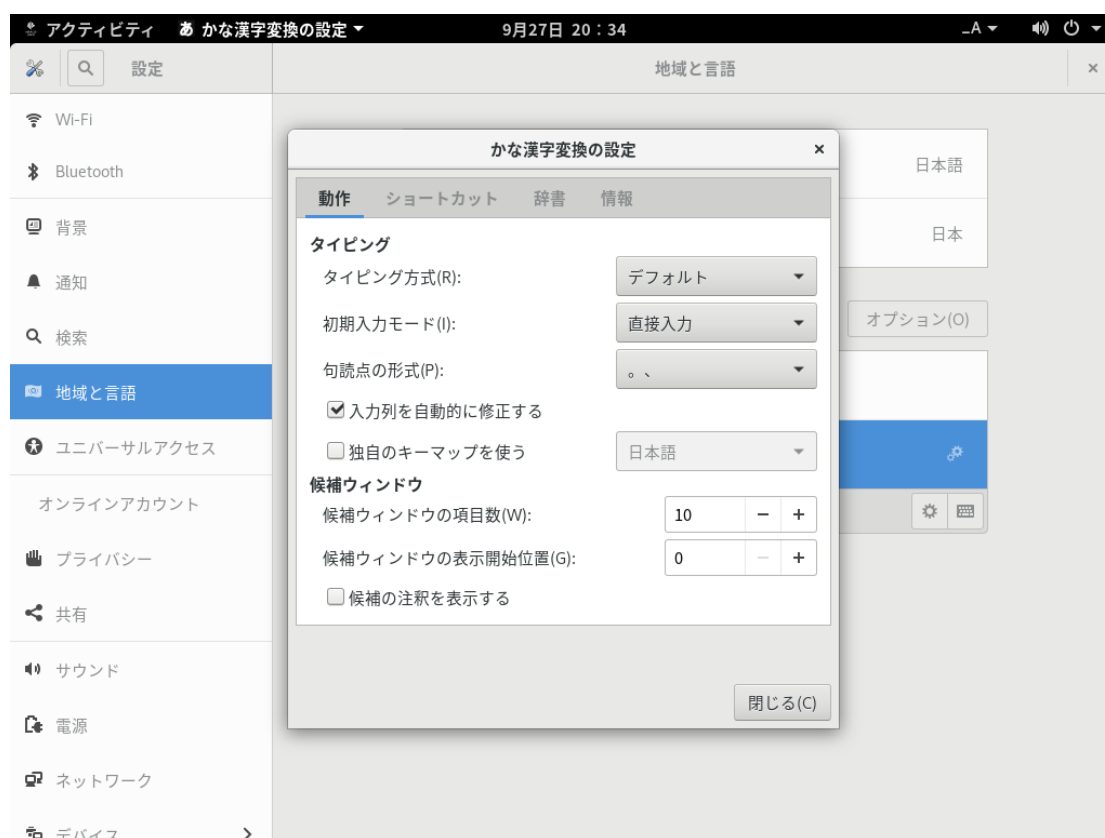 アクティビティ あ かな漢字変換の設定 9月27日 20：34 _A
設定 地域と言語 ×
Wi-Fi
Bluetooth
背景
通知
検索
地域と言語
ユニバーサルアクセス
オンラインアカウント
プライバシー
共有
サウンド
電源
ネットワーク
デバイス
日本語
日本
オプション(O)
かな漢字変換の設定 ×
動作 ショートカット 辞書 情報
タイピング
タイピング方式(R): デフォルト
初期入力モード(I): 直接入力
句読点の形式(P): 。、
入力列を自動的に修正する
独自のキーマップを使う 日本語
候補ウィンドウ
候補ウィンドウの項目数(W): 10 − +
候補ウィンドウの表示開始位置(G): 0 − +
候補の注釈を表示する
閉じる(C)